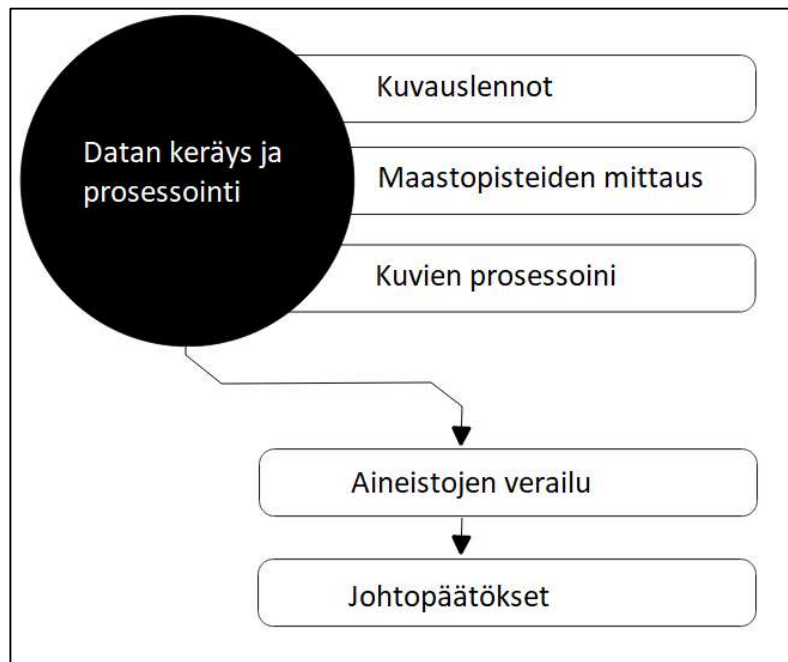 Kuvauslennot
Datan keräys ja
prosessointi
Maastopisteiden mittaus
Kuvien prosessoini
Aineistojen verailu
Johtopäätökset